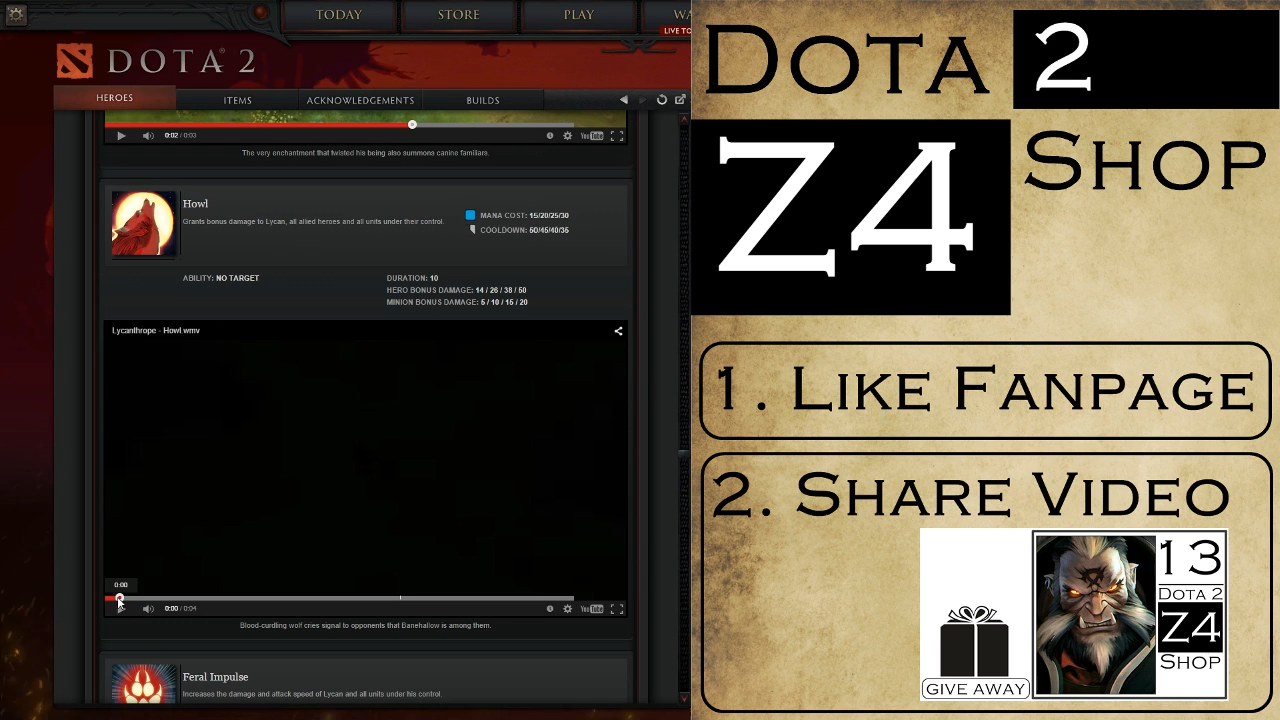 TODAY
STORE
PLAY
LIVE TO
DOTA® 2
HEROES
ITEMS
ACKNOWLEDGEMENTS
BUILDS
0:02 / 0:03
YouTube
The very enchantment that twisted his being also summons canine familiars.
Howl
Grants bonus damage to Lycan, all allied heroes and all units under their control.
MANA COST: 15/20/25/30
COOLDOWN: 50/45/40/35
ABILITY: NO TARGET
DURATION: 10
HERO BONUS DAMAGE: 14 / 26 / 38 / 50
MINION BONUS DAMAGE: 5 / 10 / 15 / 20
Lycanthrope - Howl wmv
0:00
0:00 / 0:04
YouTube
Blood-curdling wolf cries signal to opponents that Banehallow is among them.
Feral Impulse
Increases the damage and attack speed of Lycan and all units under his control.
DOTA 2
Z4
SHOP
1. LIKE FANPAGE
2. SHARE VIDEO
GIVE AWAY
13
DOTA 2
Z4
SHOP